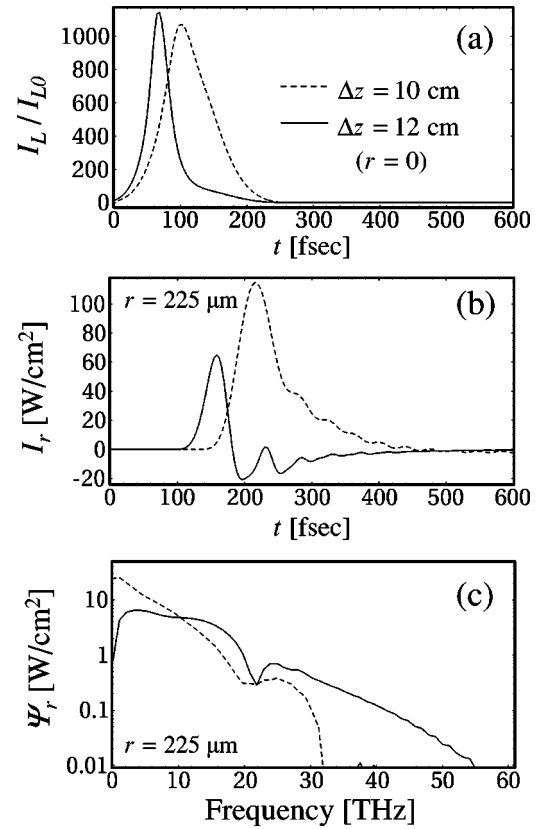 (a)
I_L / I_L0
1000
800
600
400
200
0
Δz = 10 cm
Δz = 12 cm
(r = 0)
0 100 200 300 400 500 600
t [fsec]
(b)
r = 225 μm
I_r [W/cm²]
100
80
60
40
20
0
-20
0 100 200 300 400 500 600
t [fsec]
(c)
Ψ_r [W/cm²]
10
1
0.1
0.01
r = 225 μm
0 10 20 30 40 50 60
Frequency [THz]